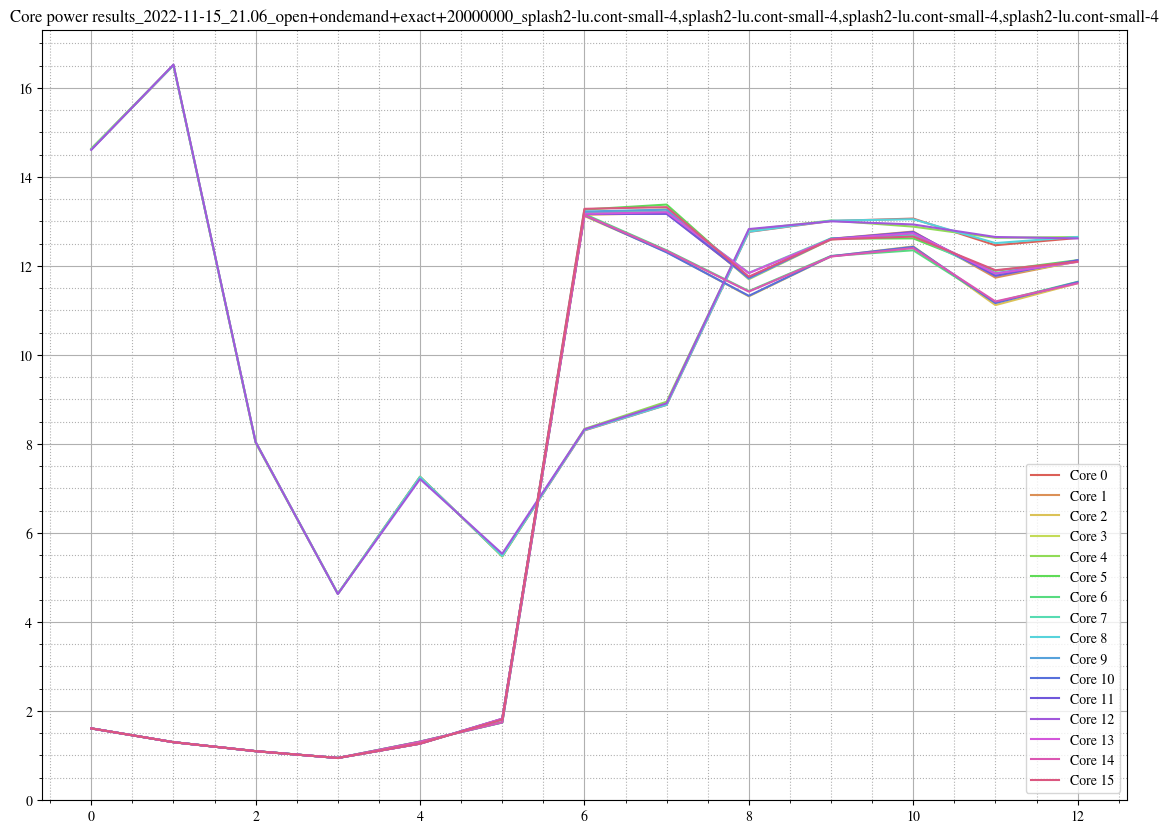 Core power results_2022-11-15_21.06_open+ondemand+exact+20000000_splash2-lu.cont-small-4,splash2-lu.cont-small-4,splash2-lu.cont-small-4,splash2-lu.cont-small-4
16
14
12
10
8
6
4
2
0
Core 0
Core 1
Core 2
Core 3
Core 4
Core 5
Core 6
Core 7
Core 8
Core 9
Core 10
Core 11
Core 12
Core 13
Core 14
Core 15
0 2 4 6 8 10 12